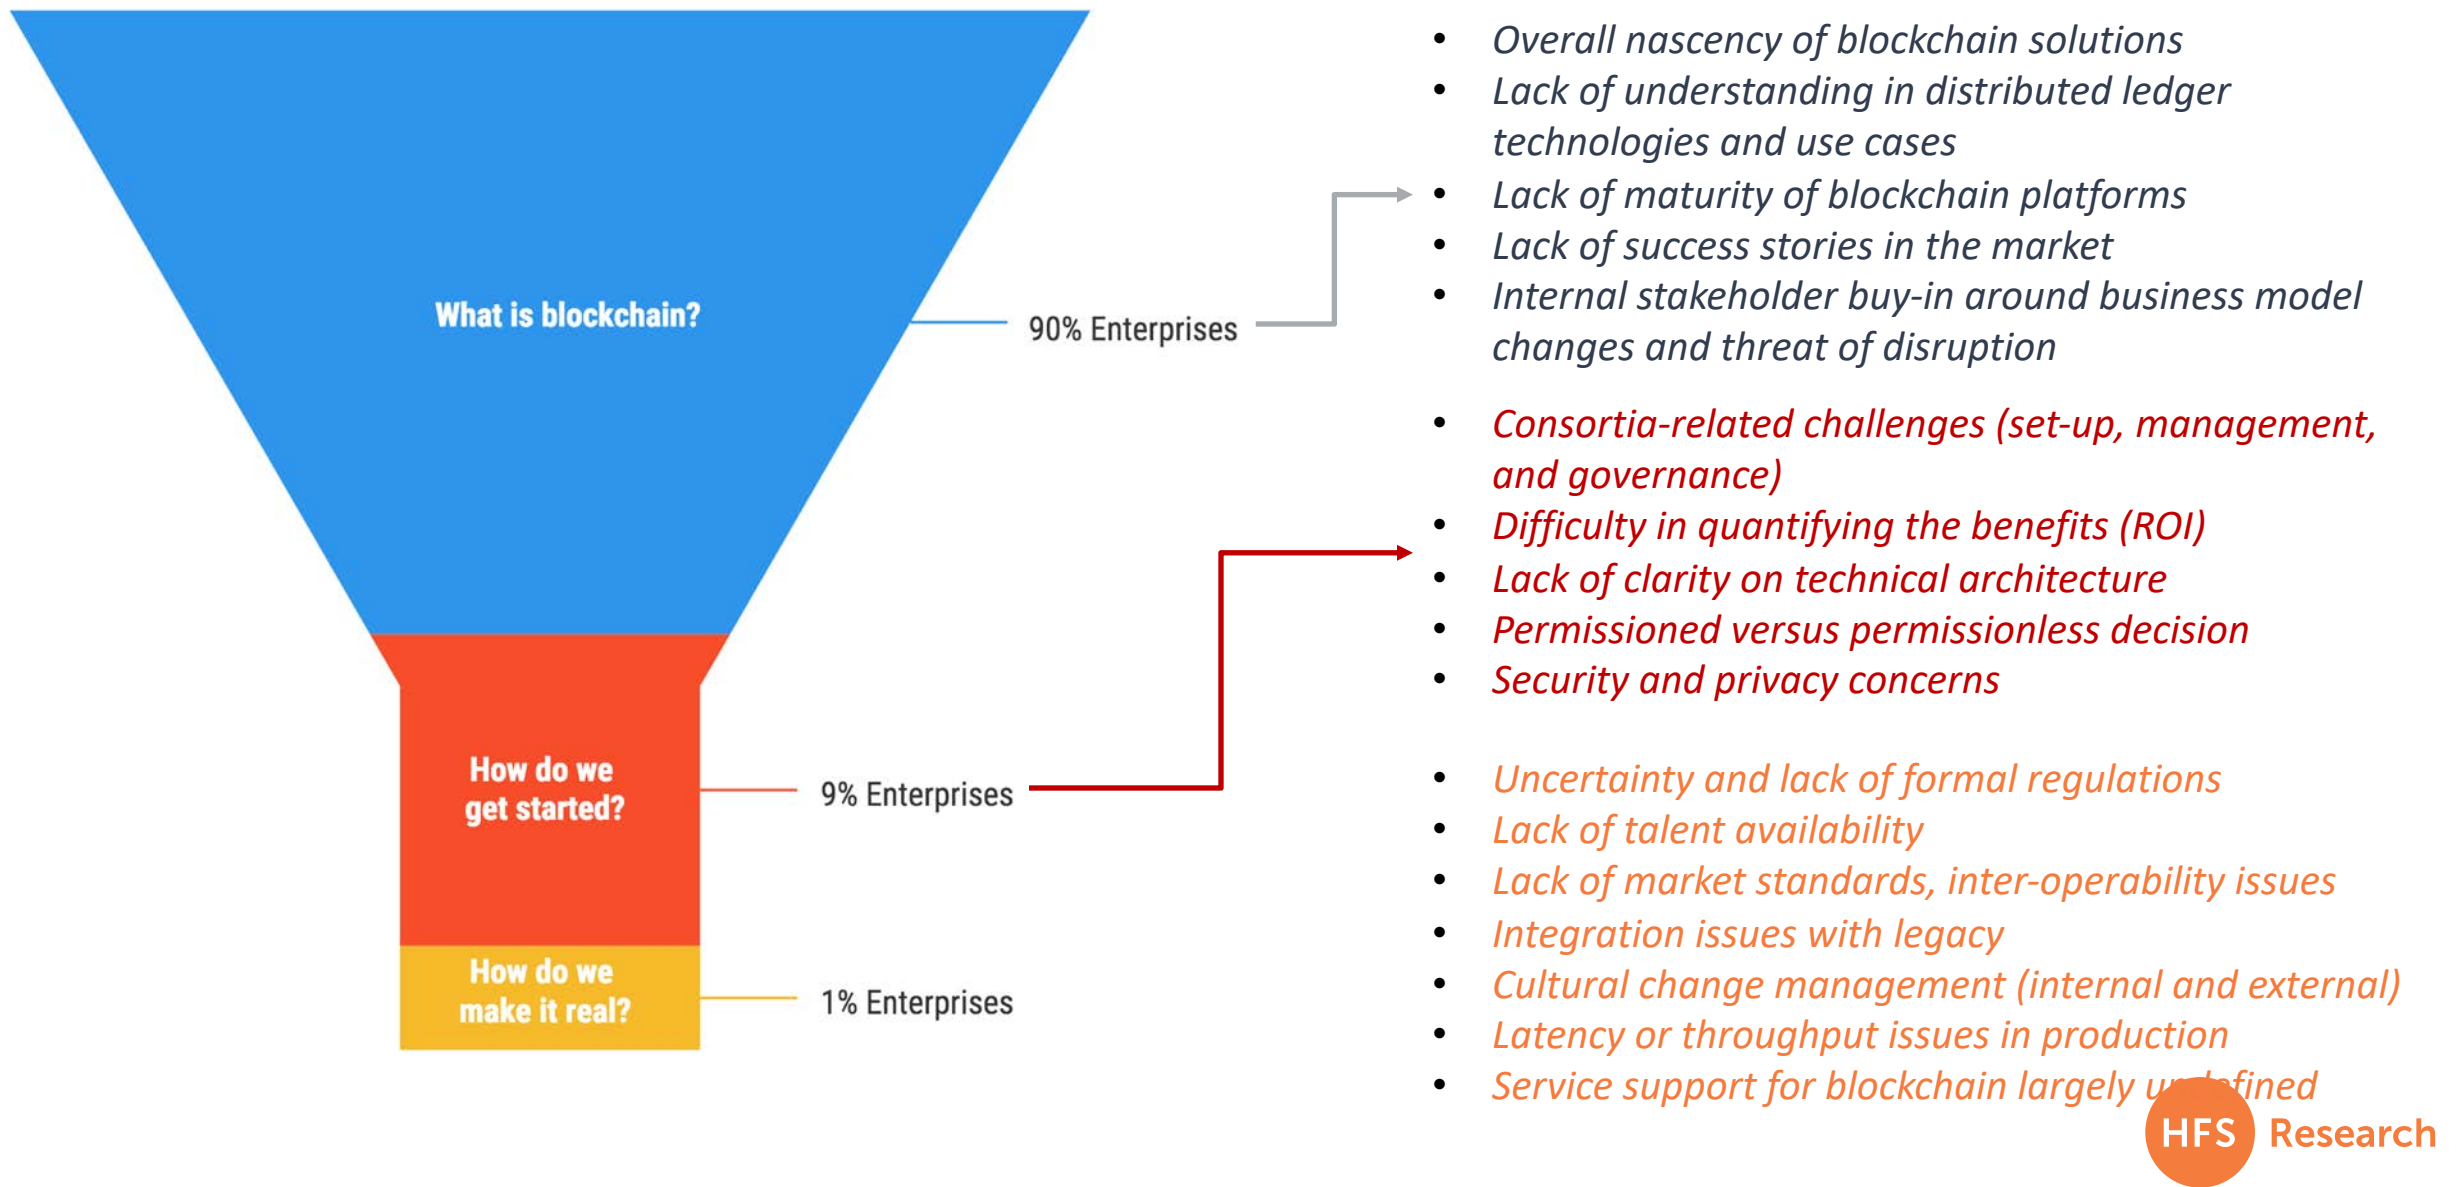 What is blockchain?
90% Enterprises
How do we
get started?
9% Enterprises
How do we
make it real?
1% Enterprises
• Overall nascency of blockchain solutions
• Lack of understanding in distributed ledger
technologies and use cases
• Lack of maturity of blockchain platforms
• Lack of success stories in the market
• Internal stakeholder buy-in around business model
changes and threat of disruption
• Consortia-related challenges (set-up, management,
and governance)
• Difficulty in quantifying the benefits (ROI)
• Lack of clarity on technical architecture
• Permissioned versus permissionless decision
• Security and privacy concerns
• Uncertainty and lack of formal regulations
• Lack of talent availability
• Lack of market standards, inter-operability issues
• Integration issues with legacy
• Cultural change management (internal and external)
• Latency or throughput issues in production
• Service support for blockchain largely undefined
HFS Research